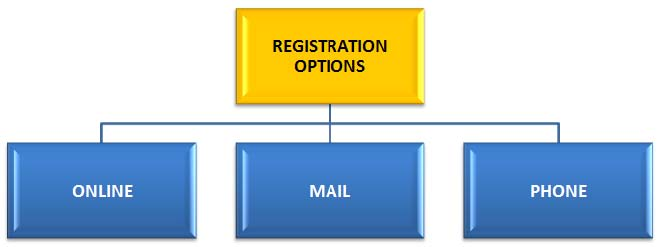 REGISTRATION
OPTIONS
ONLINE
MAIL
PHONE